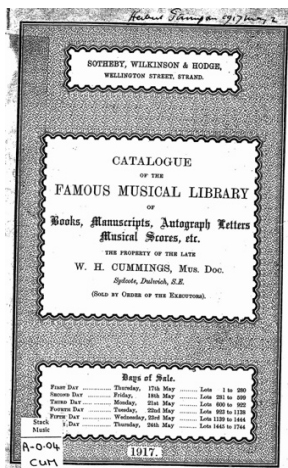 1917 May 2
SOTHEBY, WILKINSON & HODGE,
WELLINGTON STREET, STRAND.
CATALOGUE
OF THE
FAMOUS MUSICAL LIBRARY
OF
Books, Manuscripts, Autograph Letters
Musical Scores, etc.
THE PROPERTY OF THE LATE
W. H. CUMMINGS, MUS. DOC.
Sydcote, Dulwich, S.E.
(SOLD BY ORDER OF THE EXECUTORS).
Days of Sale.
FIRST DAY ............ Thursday, 17th May ............ Lots 1 to 280
SECOND DAY ............ Friday, 18th May ............ Lots 281 to 599
THIRD DAY ............ Monday, 21st May ............ Lots 600 to 922
FOURTH DAY ............ Tuesday, 22nd May ............ Lots 923 to 1138
FIFTH DAY ............ Wednesday, 23rd May ............ Lots 1139 to 1444
DAY ............ Thursday, 24th May ............ Lots 1445 to 1744
Stack
Music
A-0.04
CUM
1917.